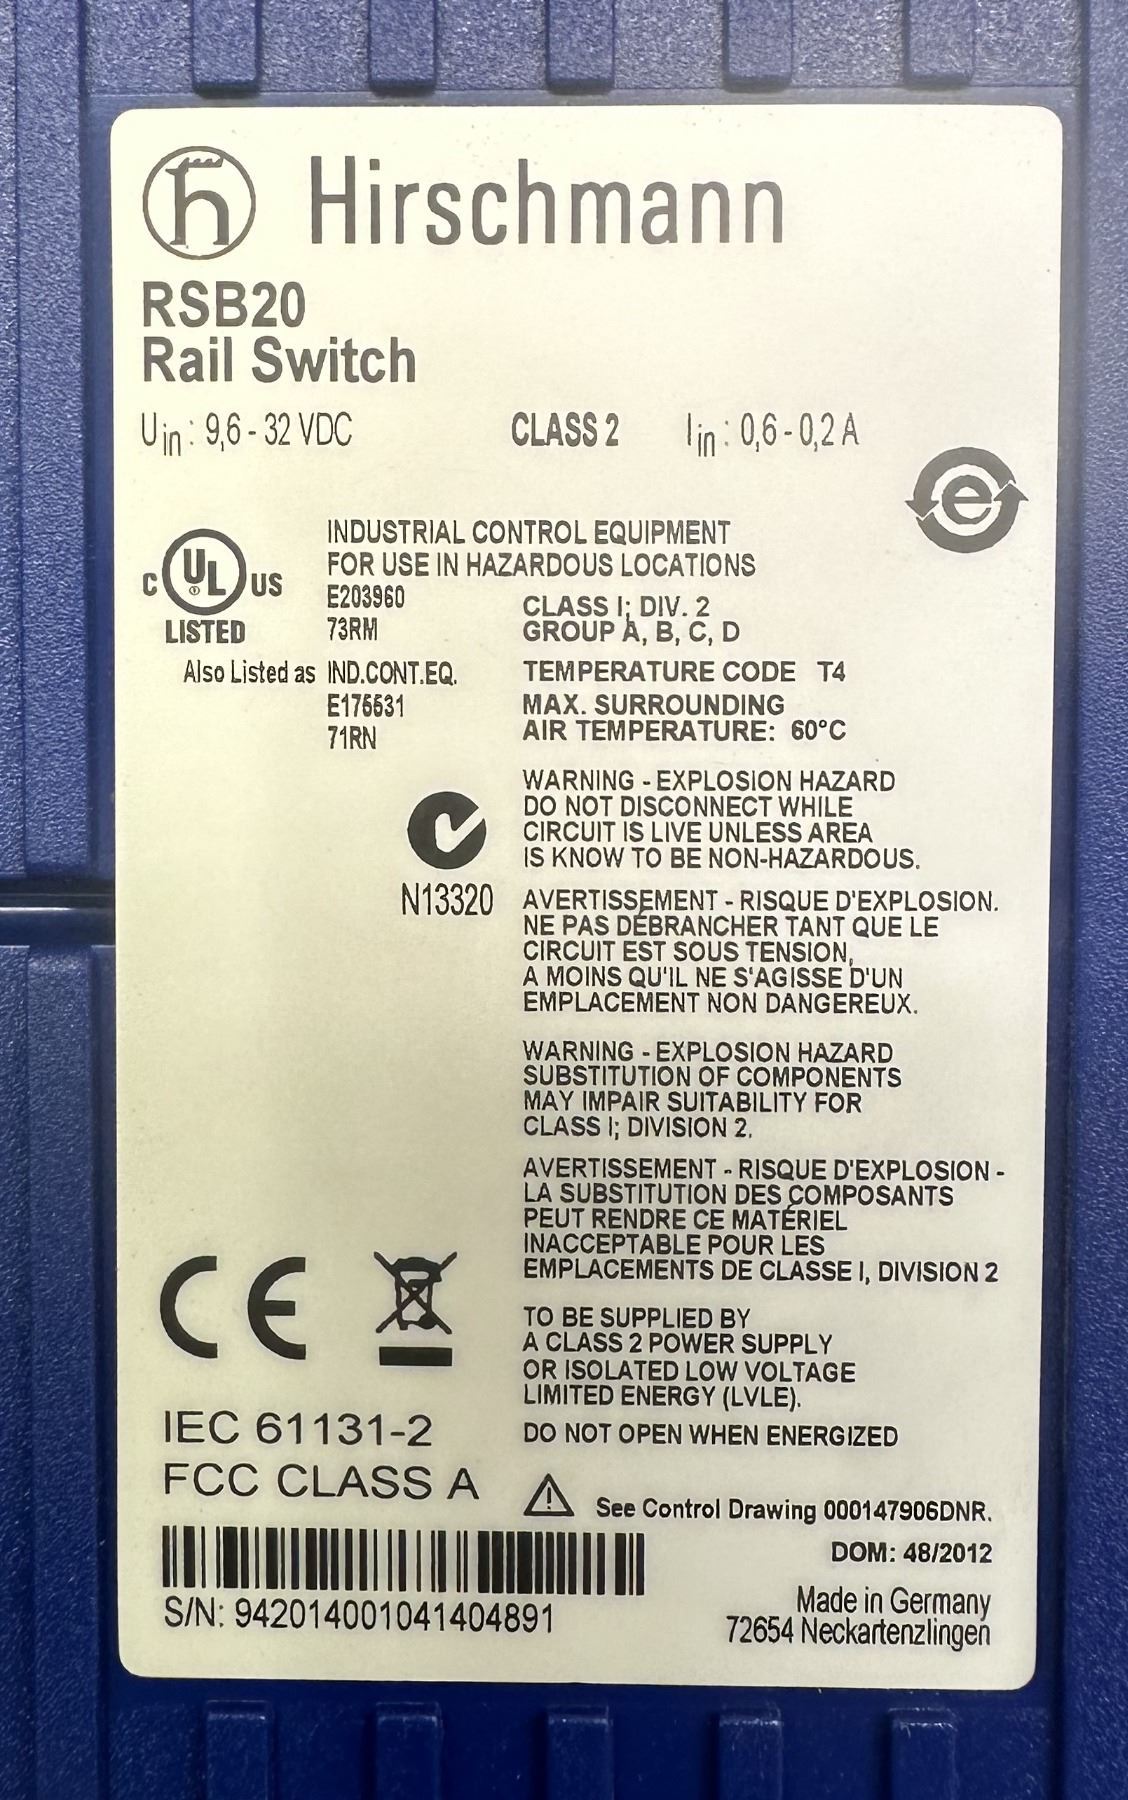 Hirschmann
RSB20
Rail Switch
Uin: 9,6 - 32 VDC CLASS 2 Iin: 0,6 - 0,2 A
e
INDUSTRIAL CONTROL EQUIPMENT
FOR USE IN HAZARDOUS LOCATIONS
C UL ® US
LISTED
E203960
73RM
CLASS I; DIV. 2
GROUP A, B, C, D
Also Listed as IND.CONT.EQ.
E175531
71RN
TEMPERATURE CODE T4
MAX. SURROUNDING
AIR TEMPERATURE: 60°C
WARNING - EXPLOSION HAZARD
DO NOT DISCONNECT WHILE
CIRCUIT IS LIVE UNLESS AREA
IS KNOW TO BE NON-HAZARDOUS.
N13320
AVERTISSEMENT - RISQUE D'EXPLOSION.
NE PAS DÉBRANCHER TANT QUE LE
CIRCUIT EST SOUS TENSION,
A MOINS QU'IL NE S'AGISSE D'UN
EMPLACEMENT NON DANGEREUX.
WARNING - EXPLOSION HAZARD
SUBSTITUTION OF COMPONENTS
MAY IMPAIR SUITABILITY FOR
CLASS I; DIVISION 2.
AVERTISSEMENT - RISQUE D'EXPLOSION -
LA SUBSTITUTION DES COMPOSANTS
PEUT RENDRE CE MATÉRIEL
INACCEPTABLE POUR LES
EMPLACEMENTS DE CLASSE I, DIVISION 2
CE
TO BE SUPPLIED BY
A CLASS 2 POWER SUPPLY
OR ISOLATED LOW VOLTAGE
LIMITED ENERGY (LVLE).
DO NOT OPEN WHEN ENERGIZED
IEC 61131-2
FCC CLASS A
See Control Drawing 000147906DNR.
DOM: 48/2012
S/N: 942014001041404891
Made in Germany
72654 Neckartenzlingen